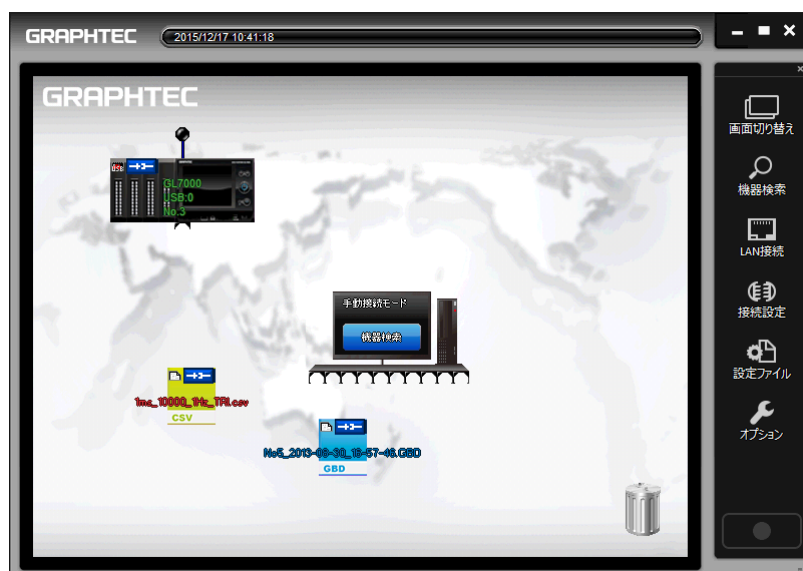 GRAPHTEC
2015/12/17 10:41:18
GRAPHTEC
画面切り替え
機器検索
LAN接続
接続設定
設定ファイル
オプション
GL7000
USB:0
No.3
手動接続モード
機器検索
1ms_10000_1Hz_TRI.csv
CSV
No5_2013-08-30_16-57-46.GBD
GBD